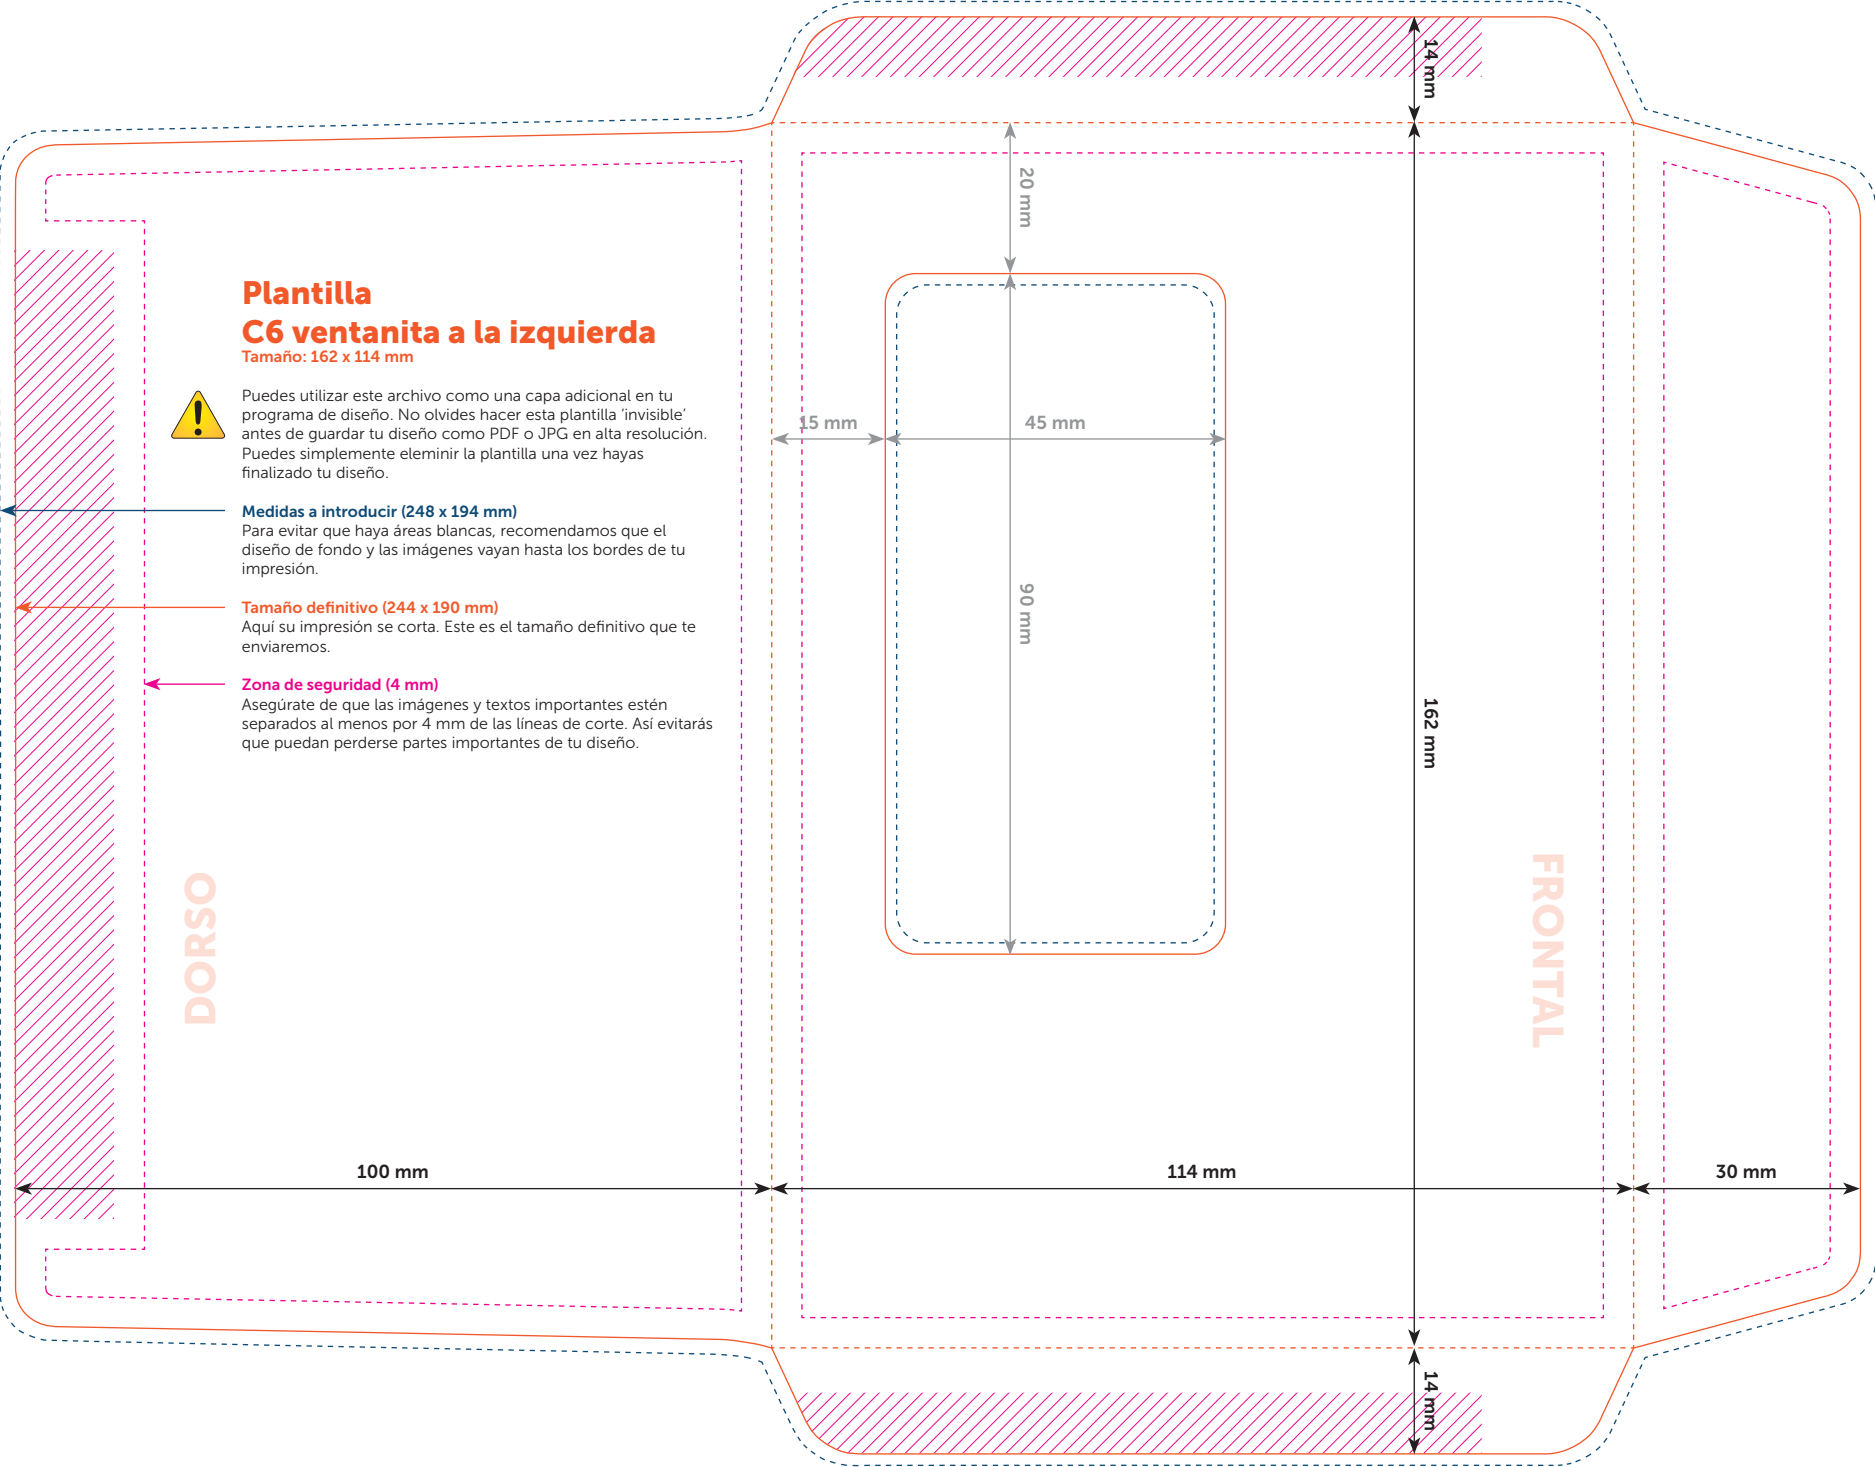 Plantilla
C6 ventanita a la izquierda
Tamaño: 162 x 114 mm
Puedes utilizar este archivo como una capa adicional en tu
programa de diseño. No olvides hacer esta plantilla ‘invisible’
antes de guardar tu diseño como PDF o JPG en alta resolución.
Puedes simplemente eleminir la plantilla una vez hayas
finalizado tu diseño.
Medidas a introducir (248 x 194 mm)
Para evitar que haya áreas blancas, recomendamos que el
diseño de fondo y las imágenes vayan hasta los bordes de tu
impresión.
Tamaño definitivo (244 x 190 mm)
Aquí su impresión se corta. Este es el tamaño definitivo que te
enviaremos.
Zona de seguridad (4 mm)
Asegúrate de que las imágenes y textos importantes estén
separados al menos por 4 mm de las líneas de corte. Así evitarás
que puedan perderse partes importantes de tu diseño.
DORSO
100 mm
14 mm
20 mm
15 mm
45 mm
90 mm
162 mm
FRONTAL
114 mm
30 mm
14 mm